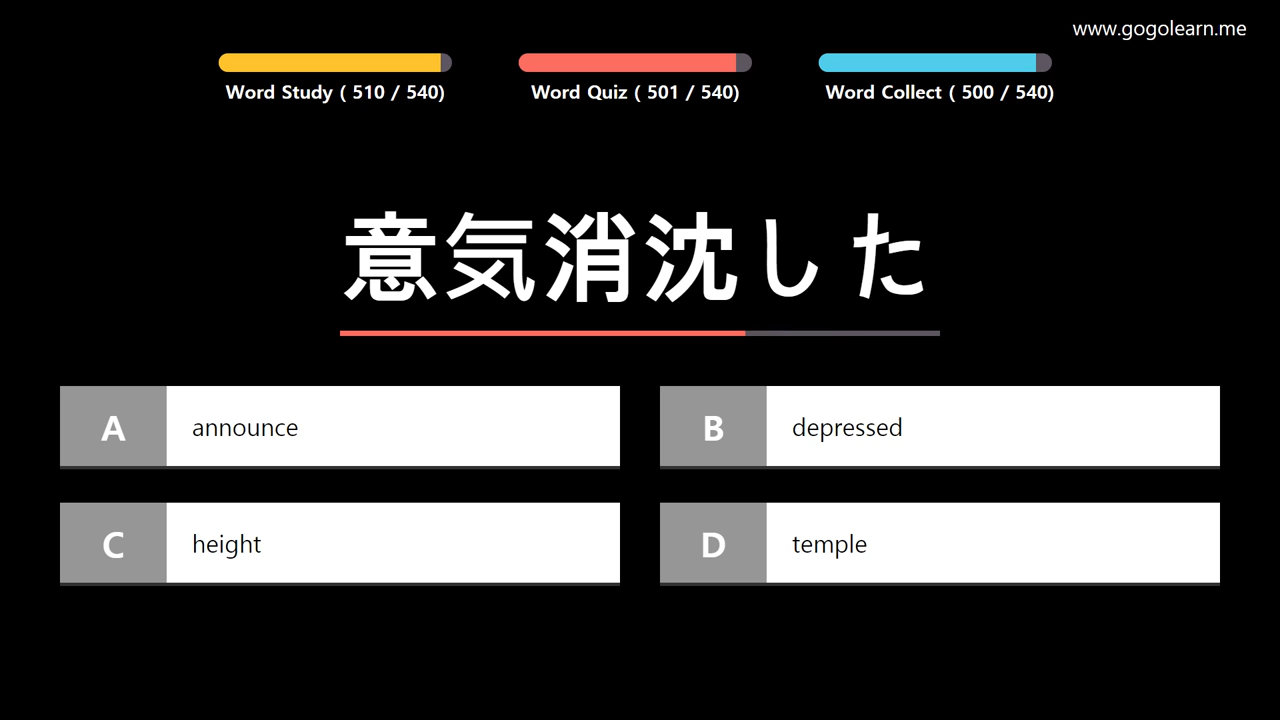 www.gogolearn.me
Word Study ( 510 / 540)
Word Quiz ( 501 / 540)
Word Collect ( 500 / 540)
意気消沈した
A announce
B depressed
C height
D temple